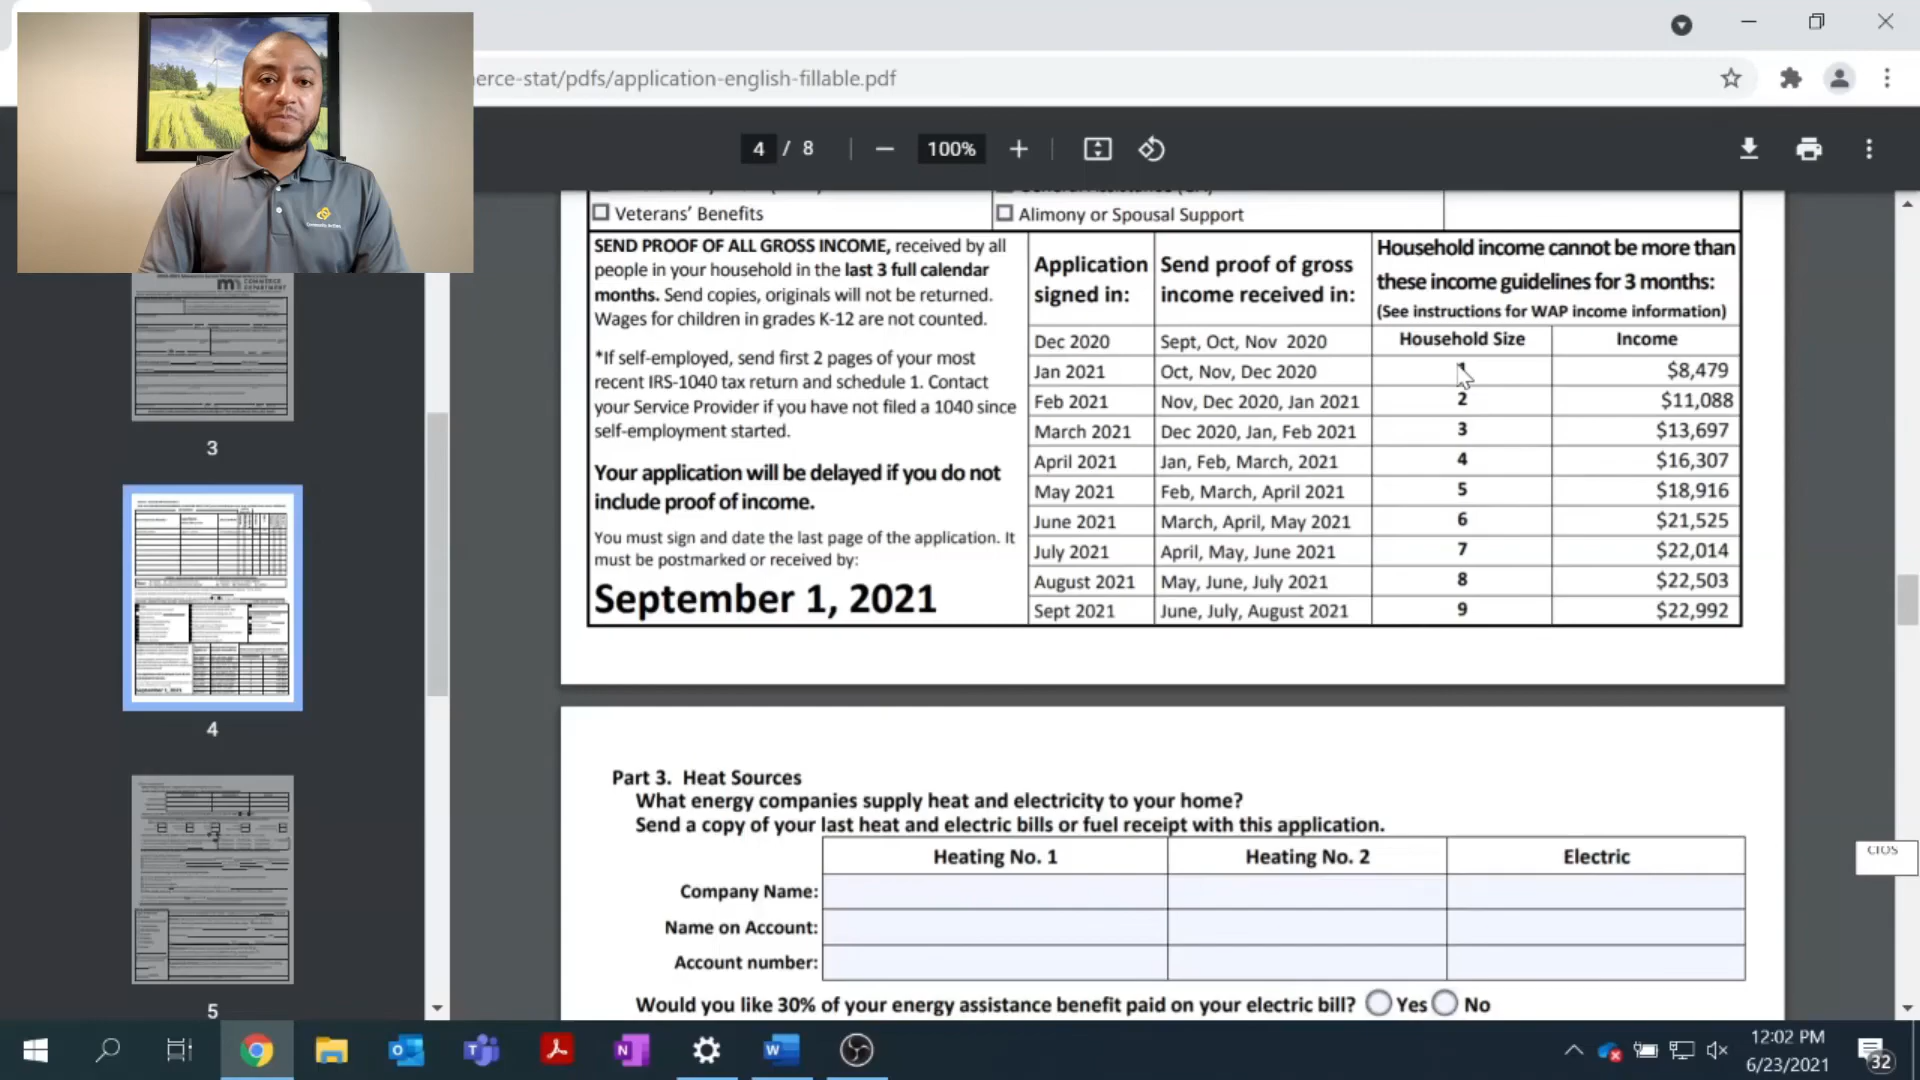 erce-stat/pdfs/application-english-fillable.pdf
4 / 8
100%
COMMERCE
DEPARTMENT
3
4
5
Veterans' Benefits
Alimony or Spousal Support
SEND PROOF OF ALL GROSS INCOME, received by all
people in your household in the last 3 full calendar
months. Send copies, originals will not be returned.
Wages for children in grades K-12 are not counted.
*If self-employed, send first 2 pages of your most
recent IRS-1040 tax return and schedule 1. Contact
your Service Provider if you have not filed a 1040 since
self-employment started.
Your application will be delayed if you do not
include proof of income.
You must sign and date the last page of the application. It
must be postmarked or received by:
September 1, 2021
Application
signed in:
Send proof of gross
income received in:
Household income cannot be more than
these income guidelines for 3 months:
(See instructions for WAP income information)
Household Size Income
Dec 2020 Sept, Oct, Nov 2020
Jan 2021 Oct, Nov, Dec 2020 $8,479
Feb 2021 Nov, Dec 2020, Jan 2021 2 $11,088
March 2021 Dec 2020, Jan, Feb 2021 3 $13,697
April 2021 Jan, Feb, March, 2021 4 $16,307
May 2021 Feb, March, April 2021 5 $18,916
June 2021 March, April, May 2021 6 $21,525
July 2021 April, May, June 2021 7 $22,014
August 2021 May, June, July 2021 8 $22,503
Sept 2021 June, July, August 2021 9 $22,992
Part 3. Heat Sources
What energy companies supply heat and electricity to your home?
Send a copy of your last heat and electric bills or fuel receipt with this application.
Heating No. 1 Heating No. 2 Electric
Company Name:
Name on Account:
Account number:
Would you like 30% of your energy assistance benefit paid on your electric bill? Yes No
CIOS
12:02 PM
6/23/2021
32